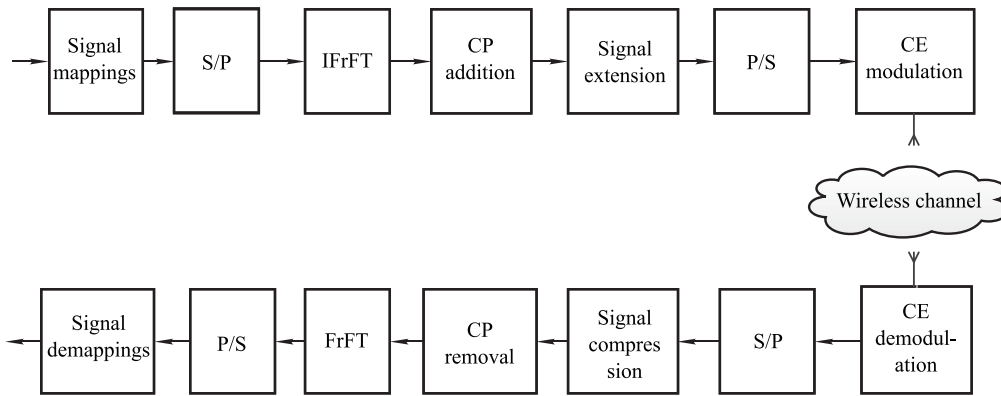 Signal
mappings
S/P
IFrFT
CP
addition
Signal
extension
P/S
CE
modulation
Wireless channel
Signal
demappings
P/S
FrFT
CP
removal
Signal
compres
sion
S/P
CE
demodul-
ation